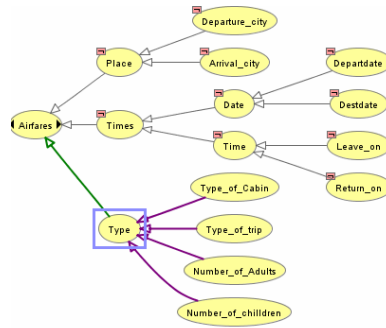 Departure_city
Place
Arrival_city
Departdate
Date
Destdate
Airfares
Times
Time
Leave_on
Return_on
Type_of_Cabin
Type
Type_of_trip
Number_of_Adults
Number_of_chilldren